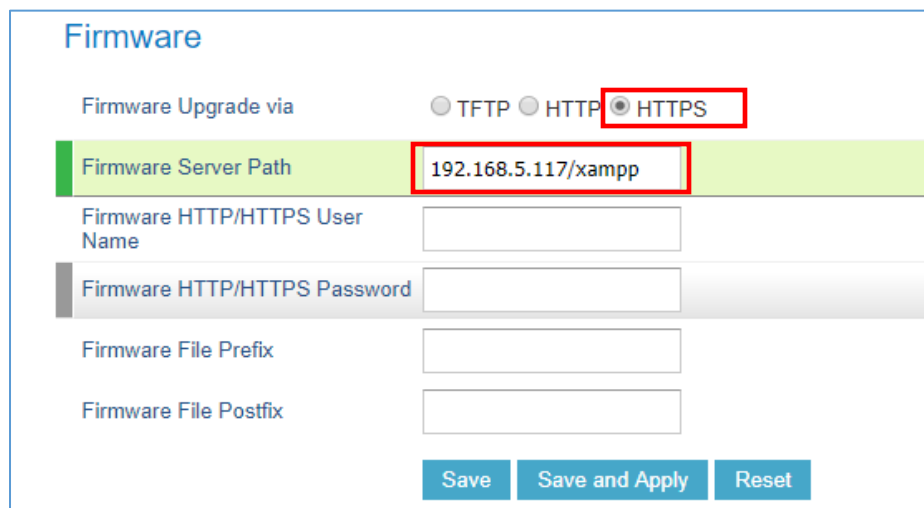 Firmware
Firmware Upgrade via TFTP HTTP HTTPS
Firmware Server Path 192.168.5.117/xampp
Firmware HTTP/HTTPS User
Name
Firmware HTTP/HTTPS Password
Firmware File Prefix
Firmware File Postfix
Save Save and Apply Reset